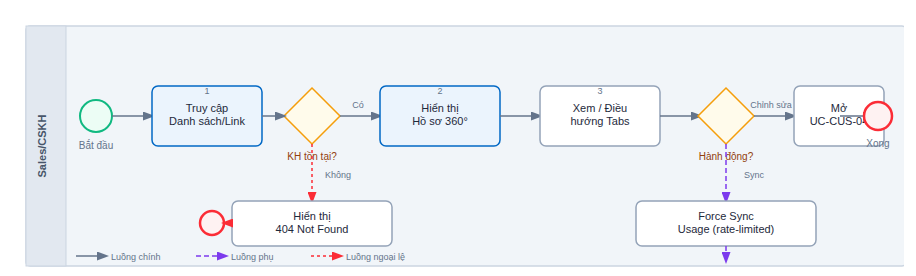 Sales/CSKH
Bắt đầu
1
Truy cập
Danh sách/Link
KH tồn tại?
Có
Không
2
Hiển thị
Hồ sơ 360°
3
Xem / Điều
hướng Tabs
Hành động?
Chỉnh sửa
Sync
Mở
UC-CUS-0
Xong
Hiển thị
404 Not Found
Force Sync
Usage (rate-limited)
Luồng chính
Luồng phụ
Luồng ngoại lệ